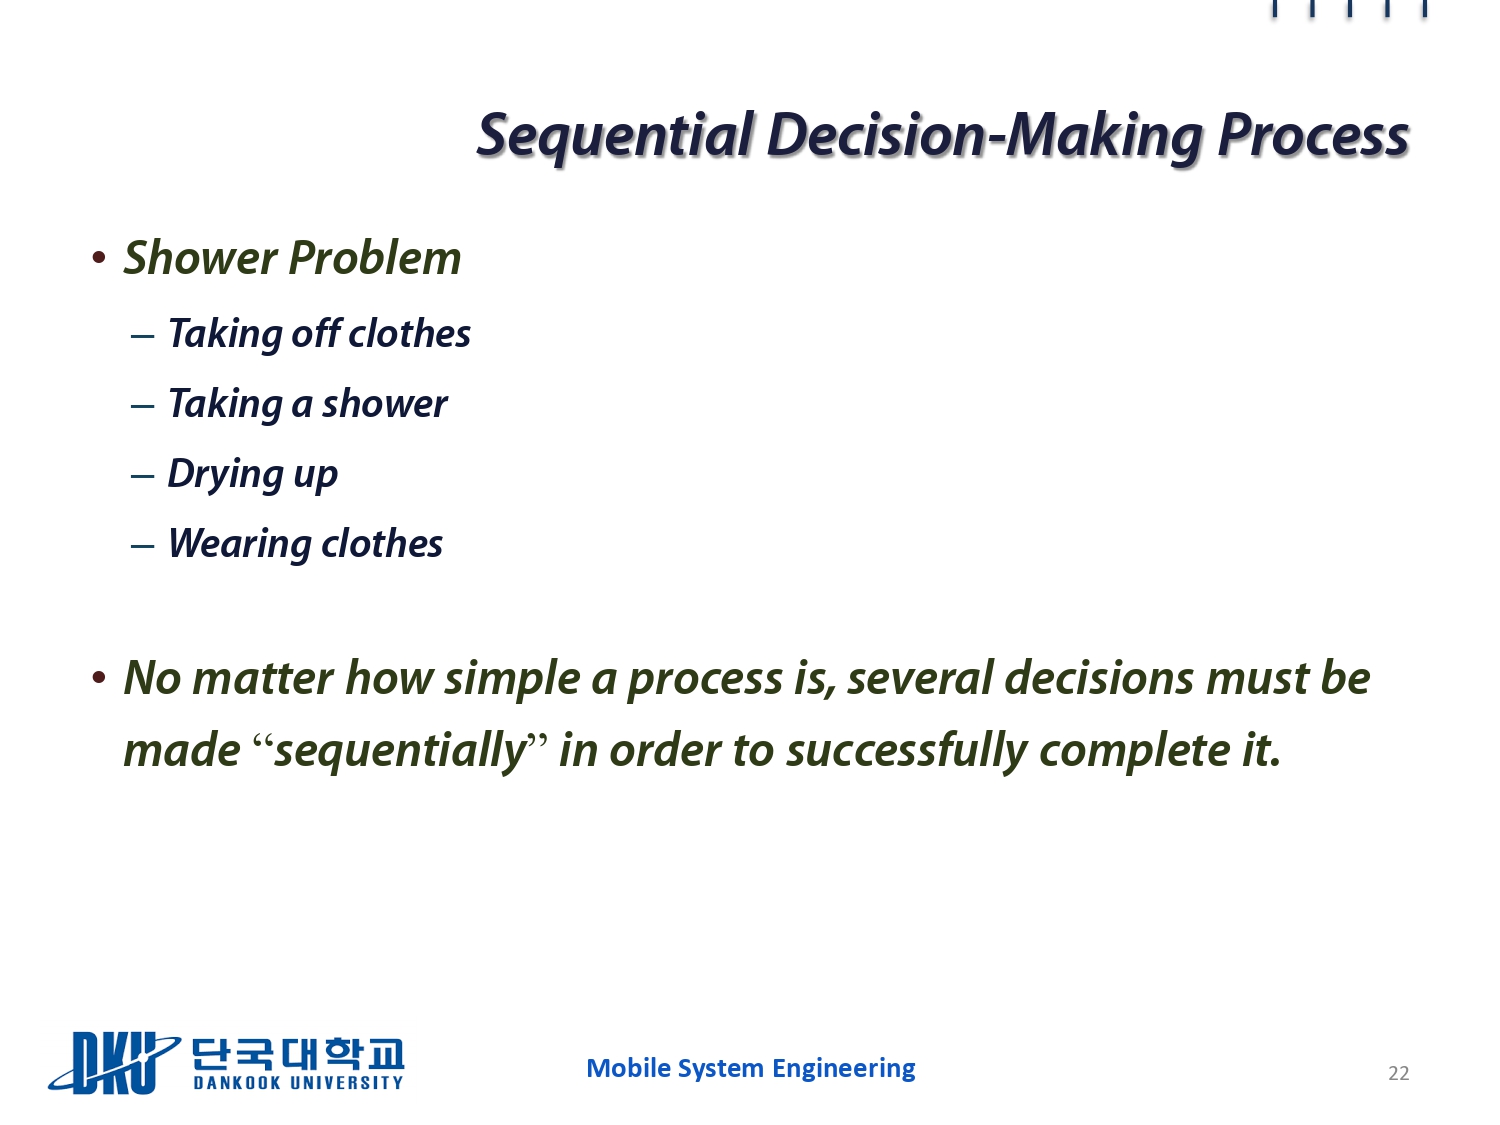 Sequential Decision-Making Process
• Shower Problem
– Taking off clothes
– Taking a shower
– Drying up
– Wearing clothes
• No matter how simple a process is, several decisions must be
made “sequentially” in order to successfully complete it.
DKU 단국대학교
DANKOOK UNIVERSITY
Mobile System Engineering
22